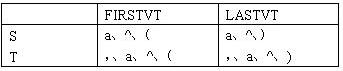 FIRSTVT LASTVT
S a、^、( a、^、)
T ,、a、^、( ,、a、^、)